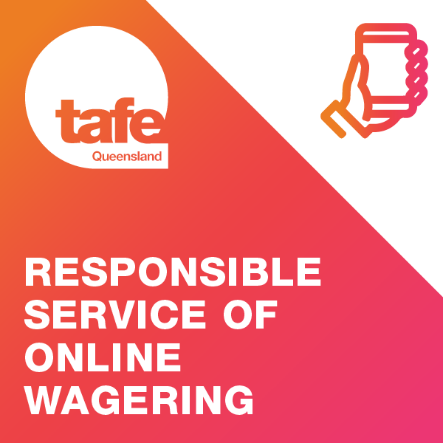 tafe
Queensland
RESPONSIBLE
SERVICE OF
ONLINE
WAGERING